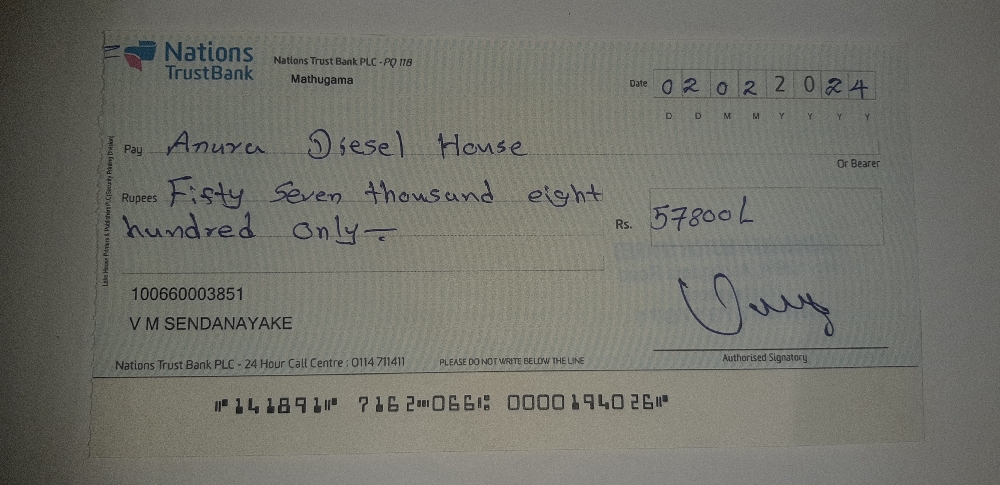 Nations
TrustBank
Nations Trust Bank PLC - PQ 118
Mathugama
Date 0 2 0 2 2 0 2 4
D D M M Y Y Y Y
Pay Anura Diesel House
Or Bearer
Rupees Fifty Seven thousand eight
hundred only
Rs. 57800
100660003851
V M SENDANAYAKE
Authorised Signatory
Nations Trust Bank PLC - 24 Hour Call Centre : 0114 711411 PLEASE DO NOT WRITE BELOW THE LINE
⑈141891⑈ 7162⑉066⑆ 0000194026⑈